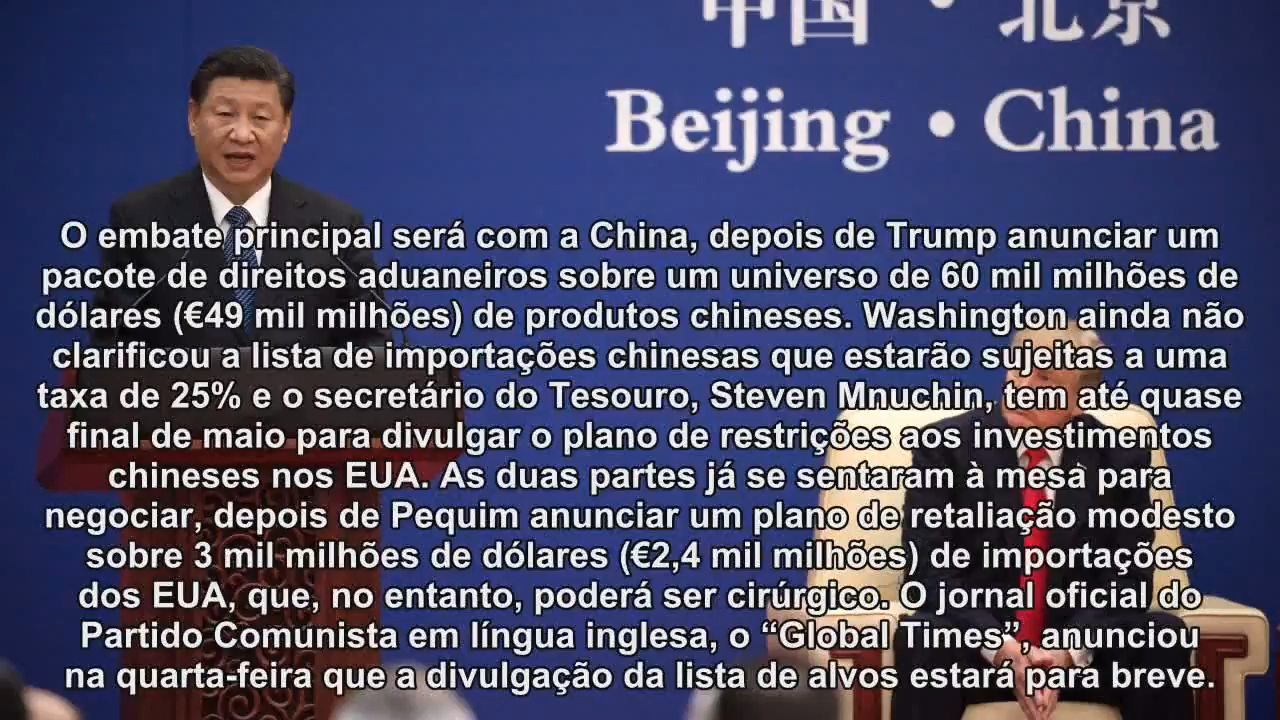 中国 · 北京
Beijing • China
O embate principal será com a China, depois de Trump anunciar um
pacote de direitos aduaneiros sobre um universo de 60 mil milhões de
dólares (€49 mil milhões) de produtos chineses. Washington ainda não
clarificou a lista de importações chinesas que estarão sujeitas a uma
taxa de 25% e o secretário do Tesouro, Steven Mnuchin, tem até quase
final de maio para divulgar o plano de restrições aos investimentos
chineses nos EUA. As duas partes já se sentaram à mesa para
negociar, depois de Pequim anunciar um plano de retaliação modesto
sobre 3 mil milhões de dólares (€2,4 mil milhões) de importações
dos EUA, que, no entanto, poderá ser cirúrgico. O jornal oficial do
Partido Comunista em língua inglesa, o “Global Times”, anunciou
na quarta-feira que a divulgação da lista de alvos estará para breve.